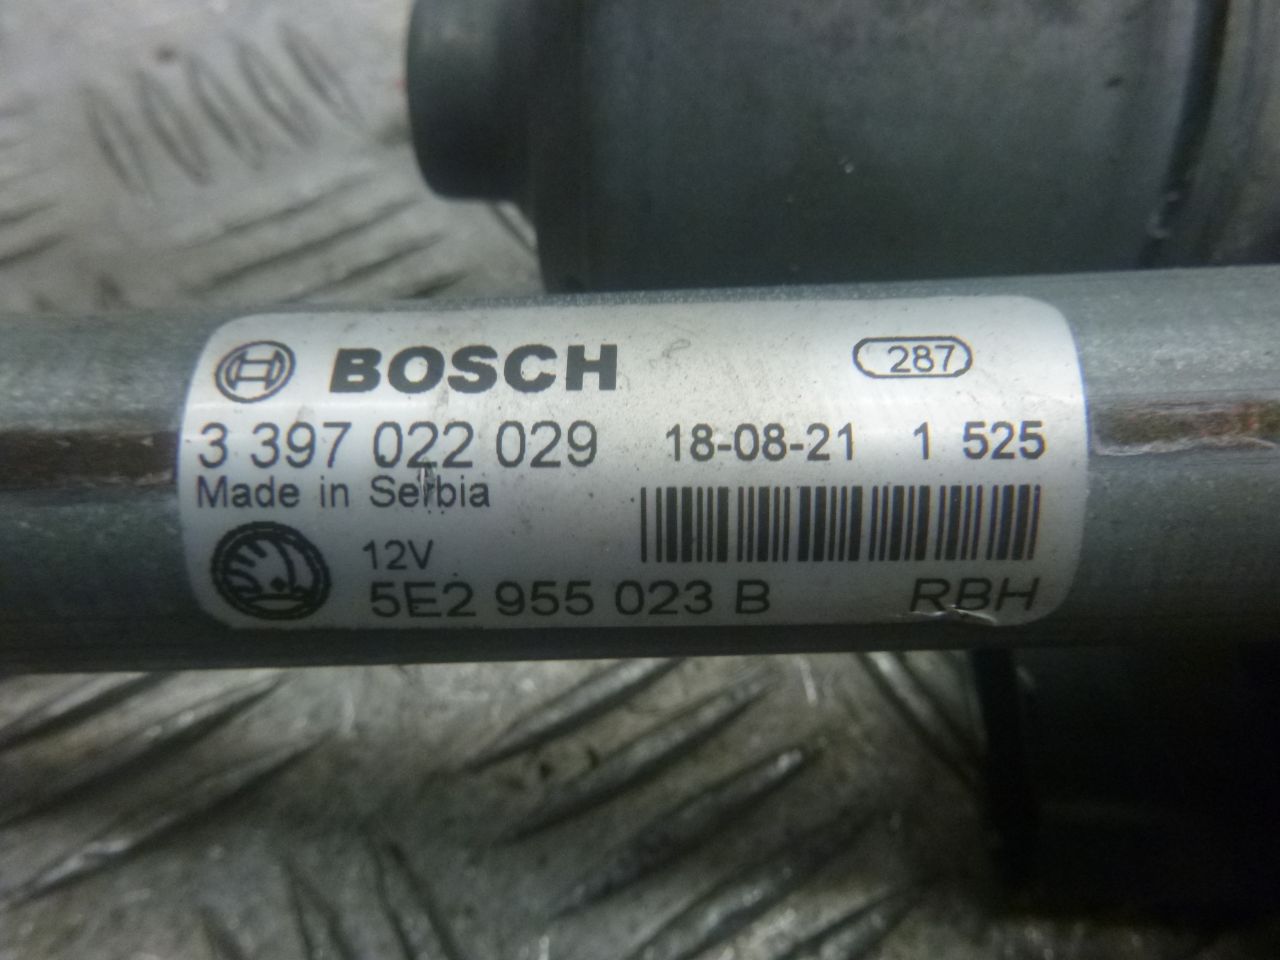 BOSCH 287
3 397 022 029 18-08-21 1 525
Made in Serbia
12V
5E2 955 023 B RBH